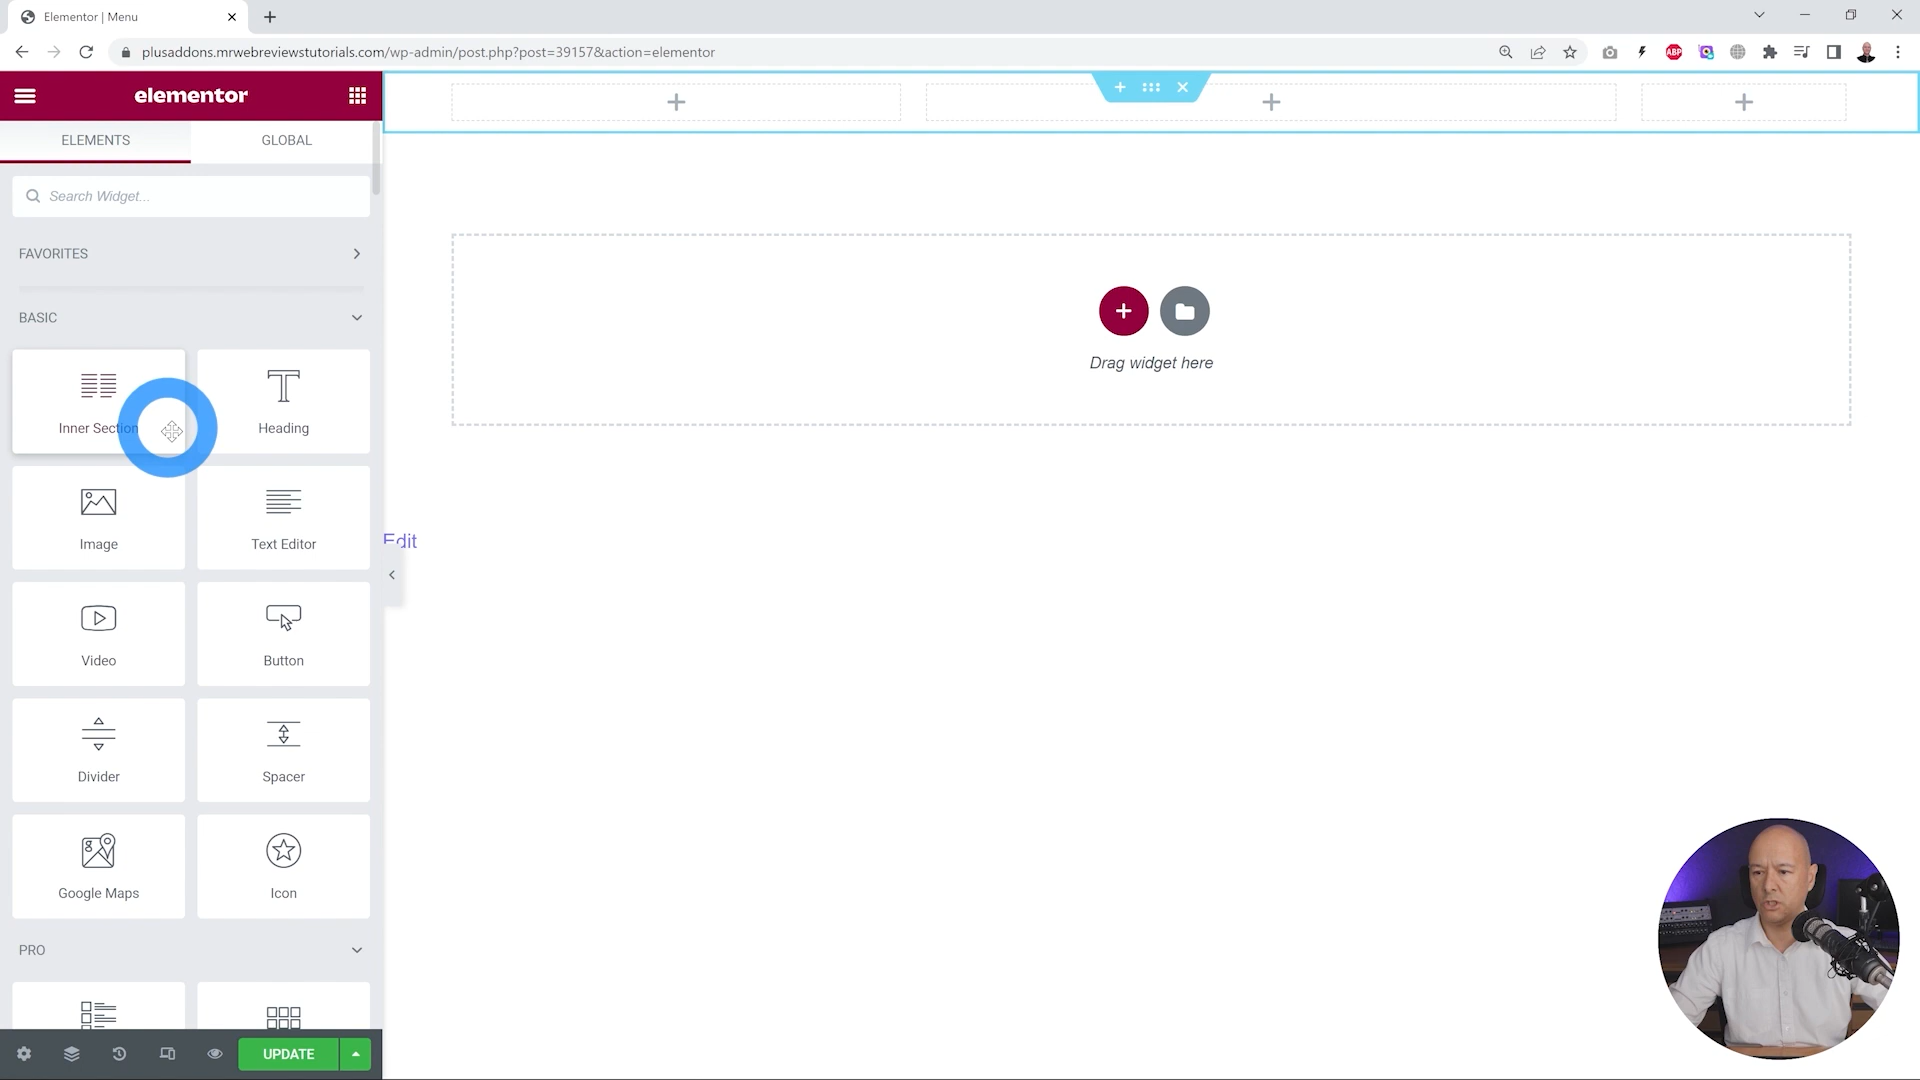 Elementor | Menu
plusaddons.mrwebreviewstutorials.com/wp-admin/post.php?post=39157&action=elementor
ABP
elementor
ELEMENTS
GLOBAL
Search Widget...
FAVORITES
BASIC
Inner Section
Heading
Image
Text Editor
Video
Button
Divider
Spacer
Google Maps
Icon
PRO
UPDATE
Drag widget here
Edit